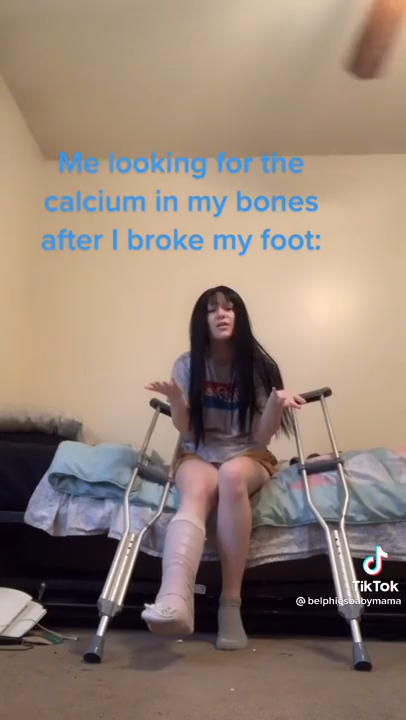 Me looking for the
calcium in my bones
after I broke my foot:
TikTok
@belphiesbabymama